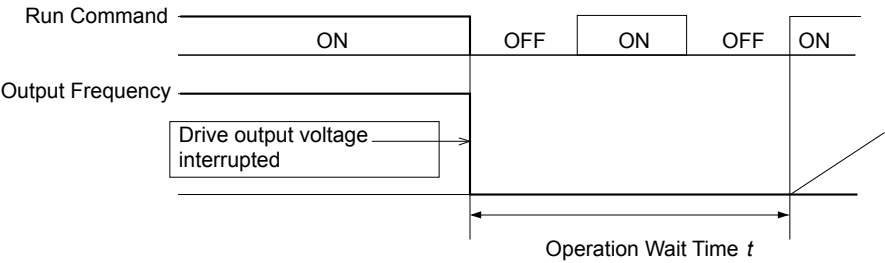 Run Command
ON OFF ON OFF ON
Output Frequency
Drive output voltage
interrupted
Operation Wait Time t